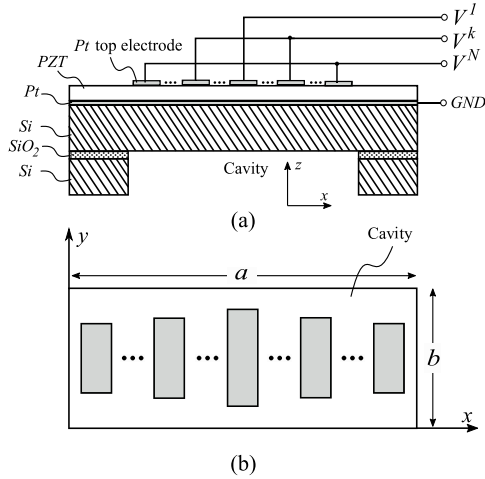 V^1
Pt top electrode
V^k
PZT
V^N
Pt
GND
Si
SiO₂
Cavity
z
Si
x
(a)
y
Cavity
a
b
x
(b)